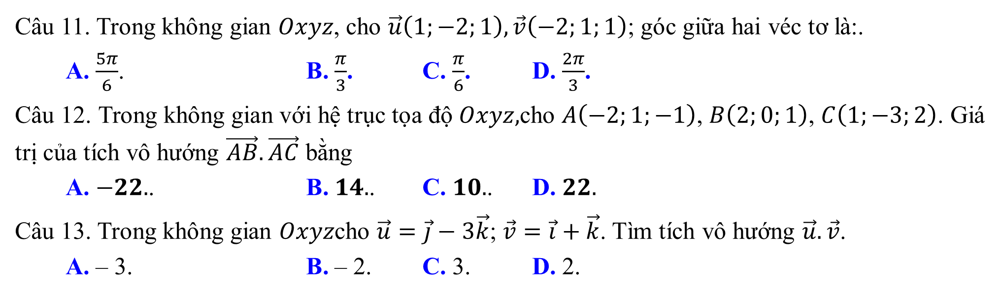 Câu 11. Trong không gian Oxyz, cho $\vec{u}(1;-2;1), \vec{v}(-2;1;1)$; góc giữa hai véc tơ là:.
A. $\frac{5\pi}{6}$. B. $\frac{\pi}{3}$. C. $\frac{\pi}{6}$. D. $\frac{2\pi}{3}$.
Câu 12. Trong không gian với hệ trục tọa độ Oxyz,cho $A(-2;1;-1), B(2;0;1), C(1;-3;2)$. Giá
trị của tích vô hướng $\overrightarrow{AB}.\overrightarrow{AC}$ bằng
A. −22.. B. 14.. C. 10.. D. 22.
Câu 13. Trong không gian Oxyzcho $\vec{u} = \vec{j} - 3\vec{k}; \vec{v} = \vec{i} + \vec{k}$. Tìm tích vô hướng $\vec{u}.\vec{v}$.
A. – 3. B. – 2. C. 3. D. 2.